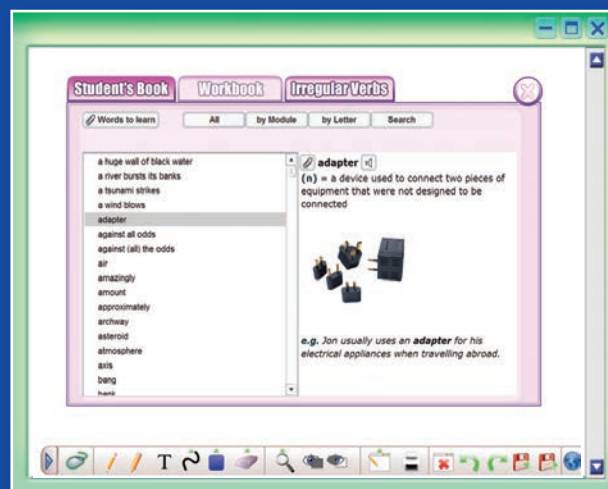 Student's Book
Workbook
Irregular Verbs
Words to learn
All
by Module
by Letter
Search
a huge wall of black water
a river bursts its banks
a tsunami strikes
a wind blows
adapter
against all odds
against (all) the odds
air
amazingly
amount
approximately
archway
asteroid
atmosphere
axis
bang
bank
adapter
(n) = a device used to connect two pieces of
equipment that were not designed to be
connected
e.g. Jon usually uses an adapter for his
electrical appliances when travelling abroad.
T